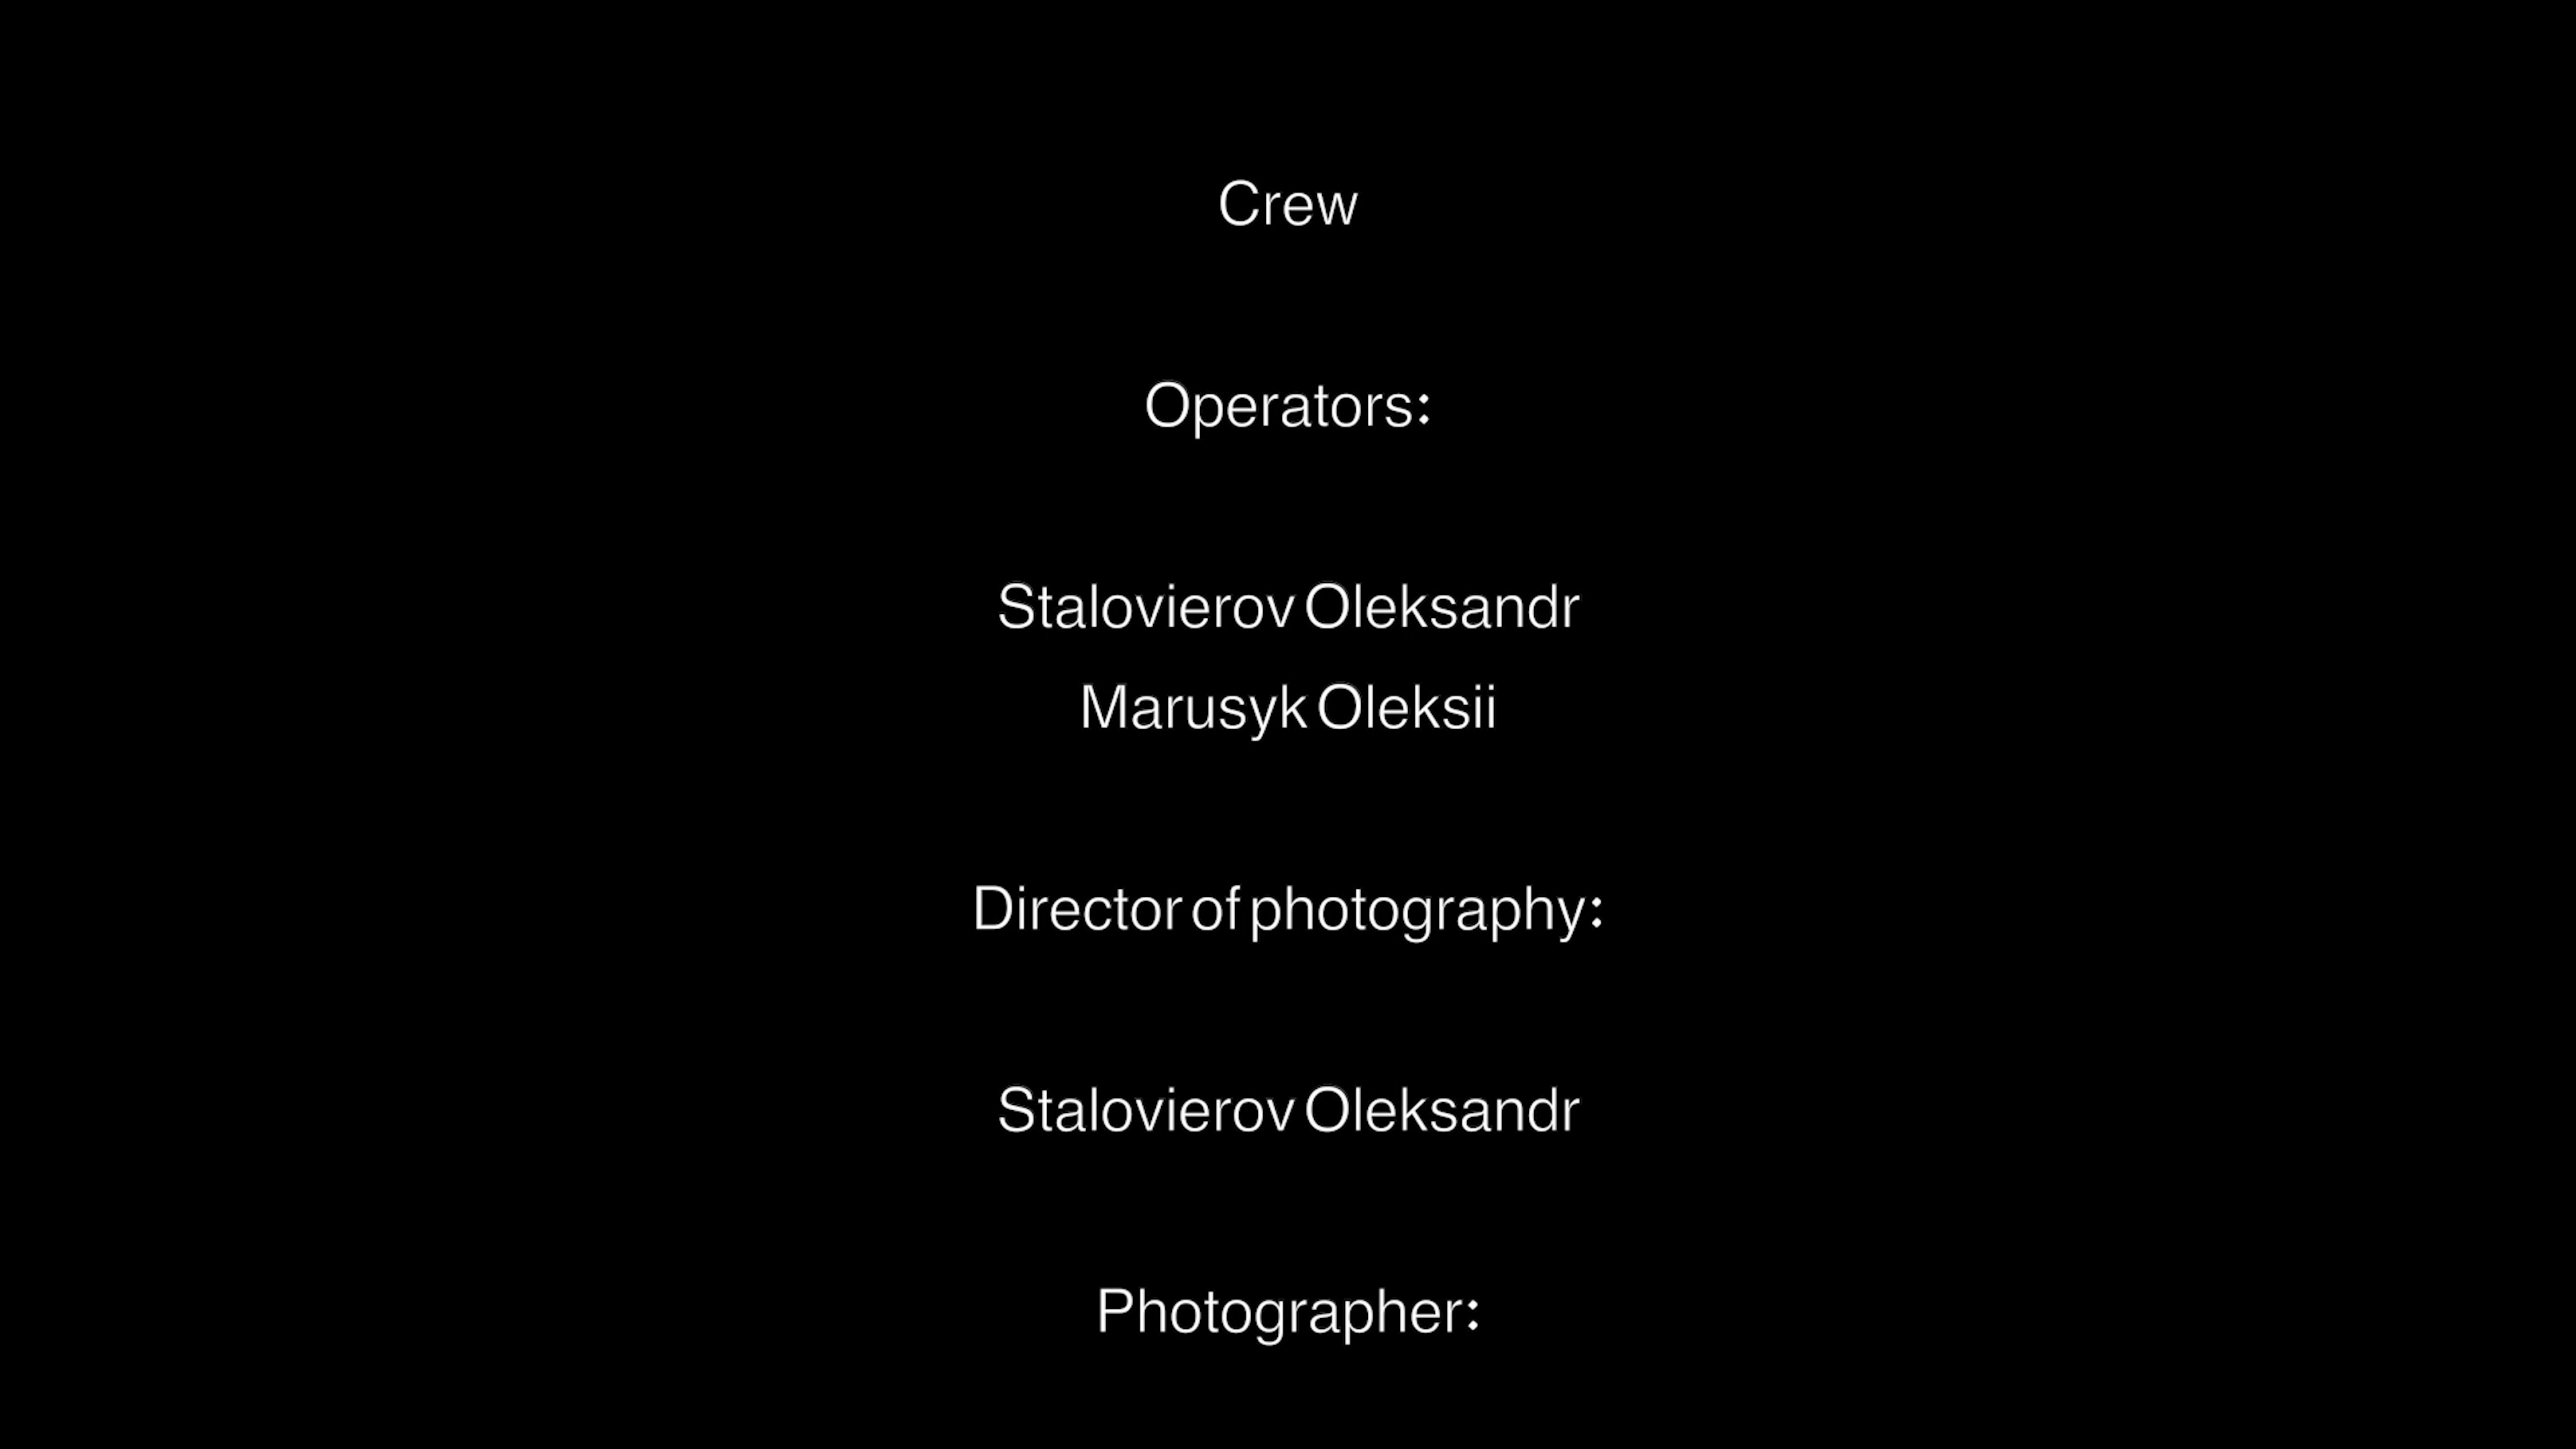 Crew
Operators:
Stalovierov Oleksandr
Marusyk Oleksii
Director of photography:
Stalovierov Oleksandr
Photographer: